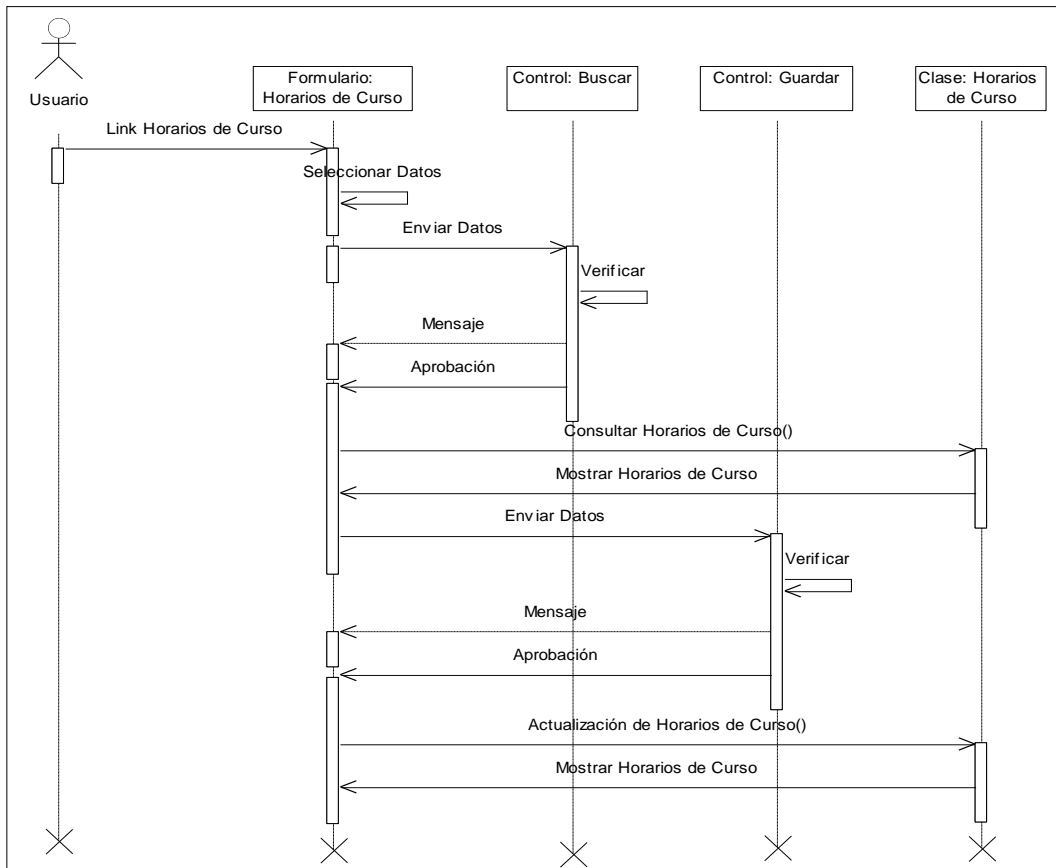 Usuario
Formulario:
Horarios de Curso
Control: Buscar
Control: Guardar
Clase: Horarios
de Curso
Link Horarios de Curso
Seleccionar Datos
Enviar Datos
Verificar
Mensaje
Aprobación
Consultar Horarios de Curso()
Mostrar Horarios de Curso
Enviar Datos
Verificar
Mensaje
Aprobación
Actualización de Horarios de Curso()
Mostrar Horarios de Curso